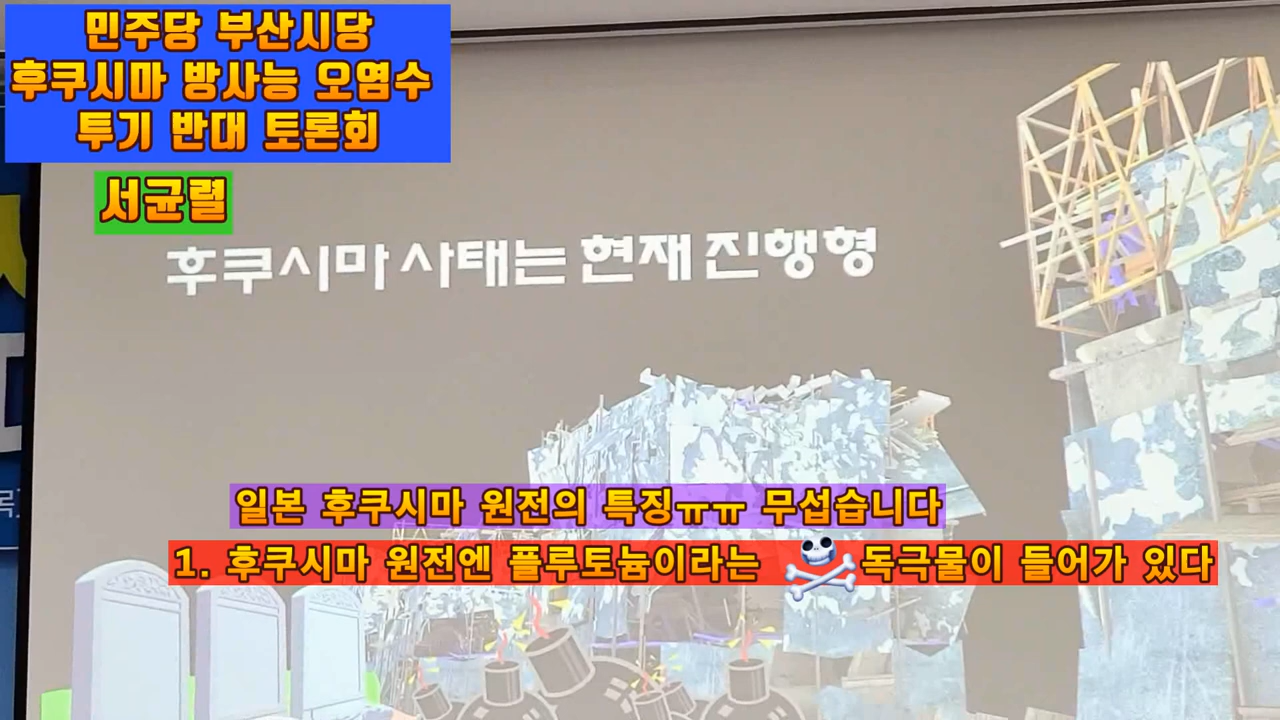 민주당 부산시당
후쿠시마 방사능 오염수
투기 반대 토론회
서균렬
후쿠시마 사태는 현재 진행형
일본 후쿠시마 원전의 특징ㅠㅠ 무섭습니다
1. 후쿠시마 원전엔 플루토늄이라는 독극물이 들어가 있다